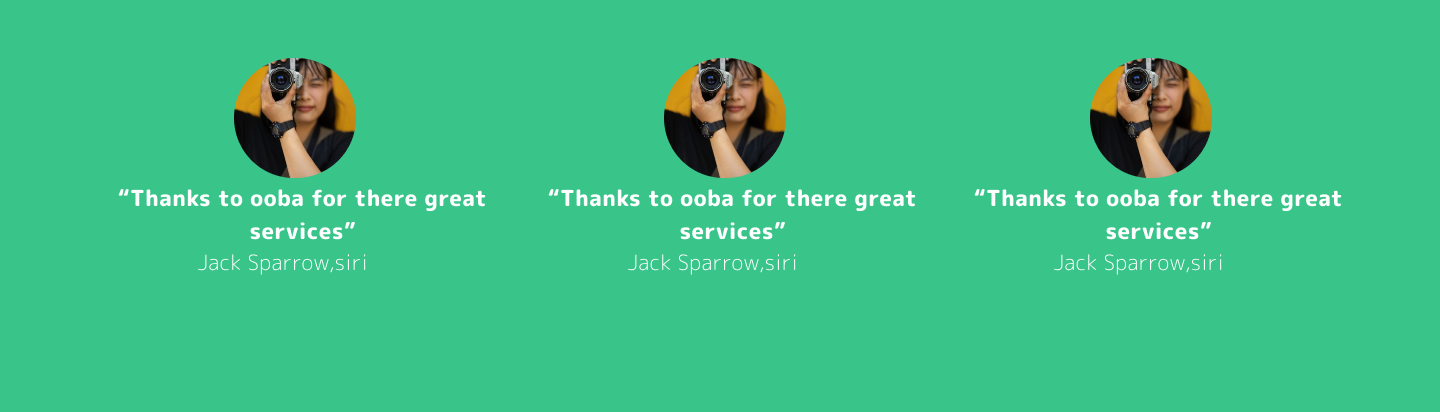 “Thanks to ooba for there great
services”
Jack Sparrow,siri
“Thanks to ooba for there great
services”
Jack Sparrow,siri
“Thanks to ooba for there great
services”
Jack Sparrow,siri